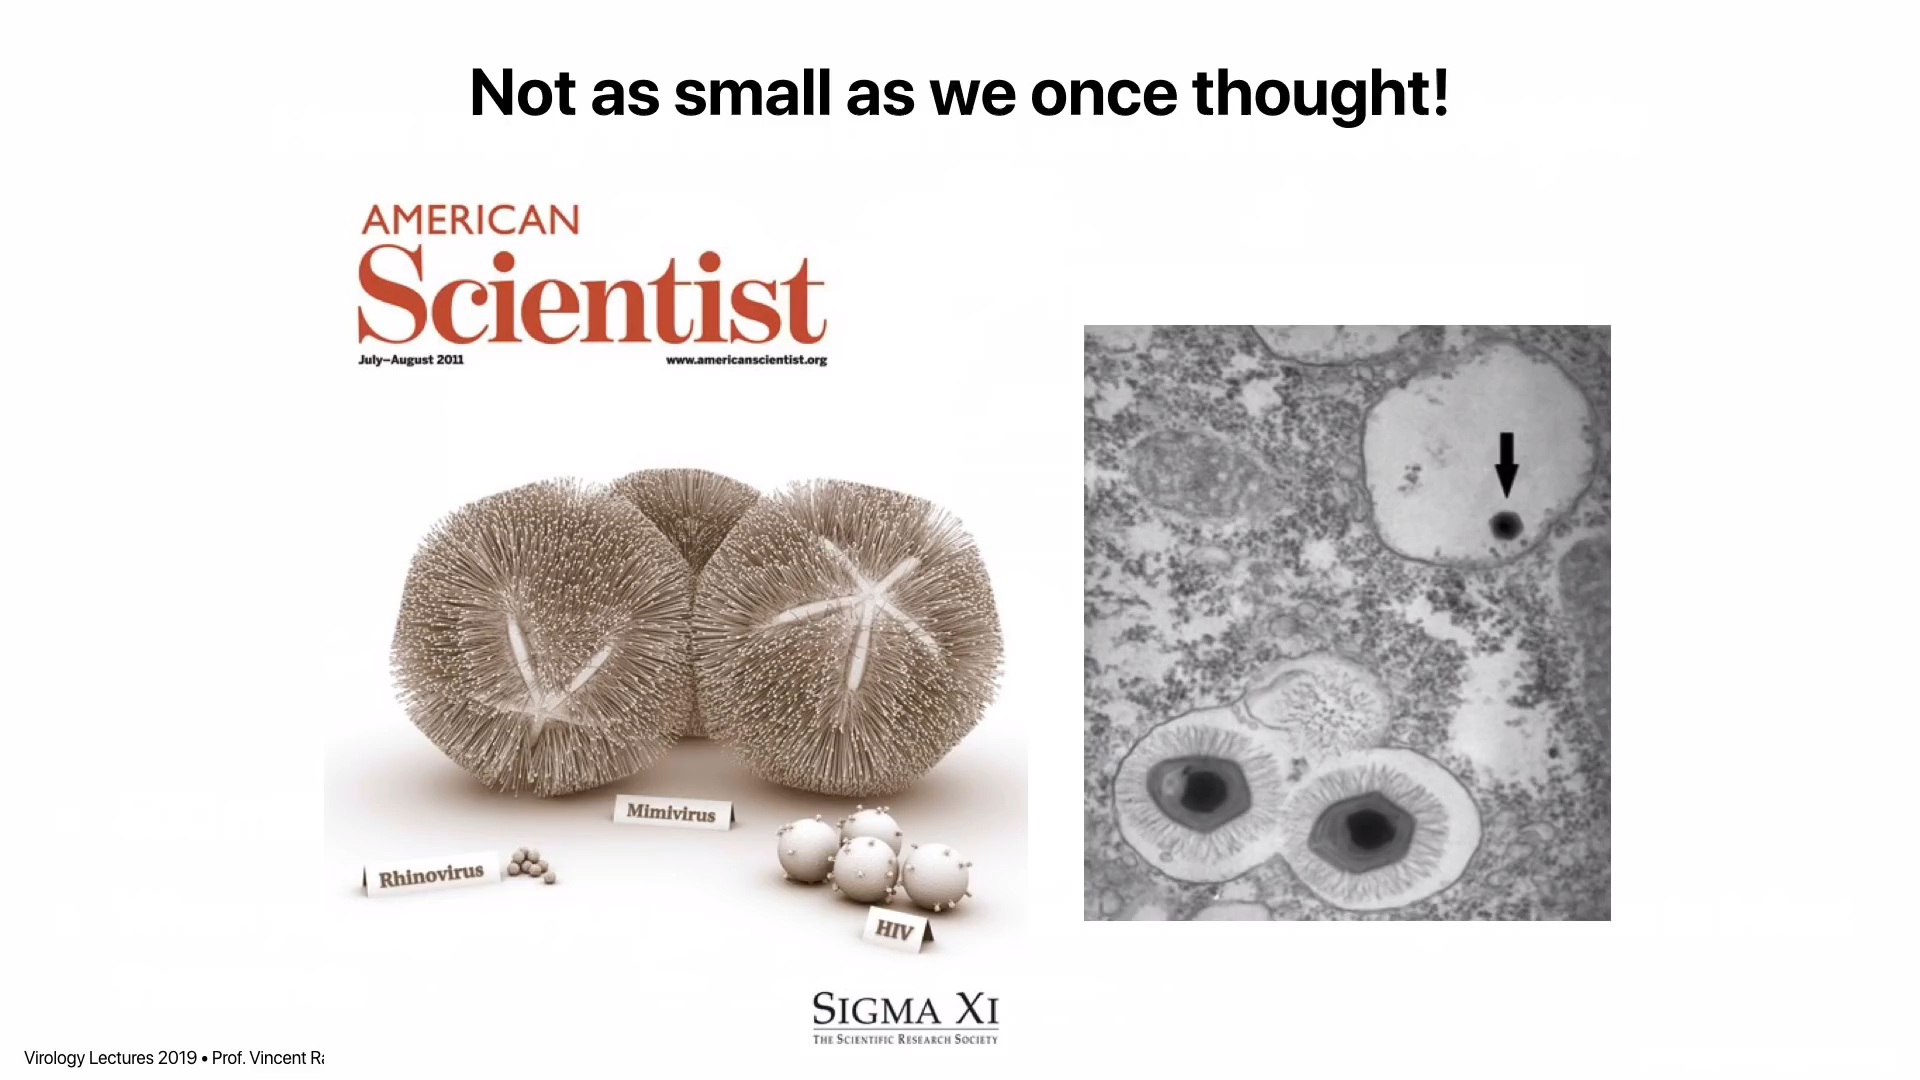 Not as small as we once thought!
AMERICAN
Scientist
July–August 2011 www.americanscientist.org
Mimivirus
Rhinovirus
HIV
SIGMA XI
THE SCIENTIFIC RESEARCH SOCIETY
Virology Lectures 2019 • Prof. Vincent